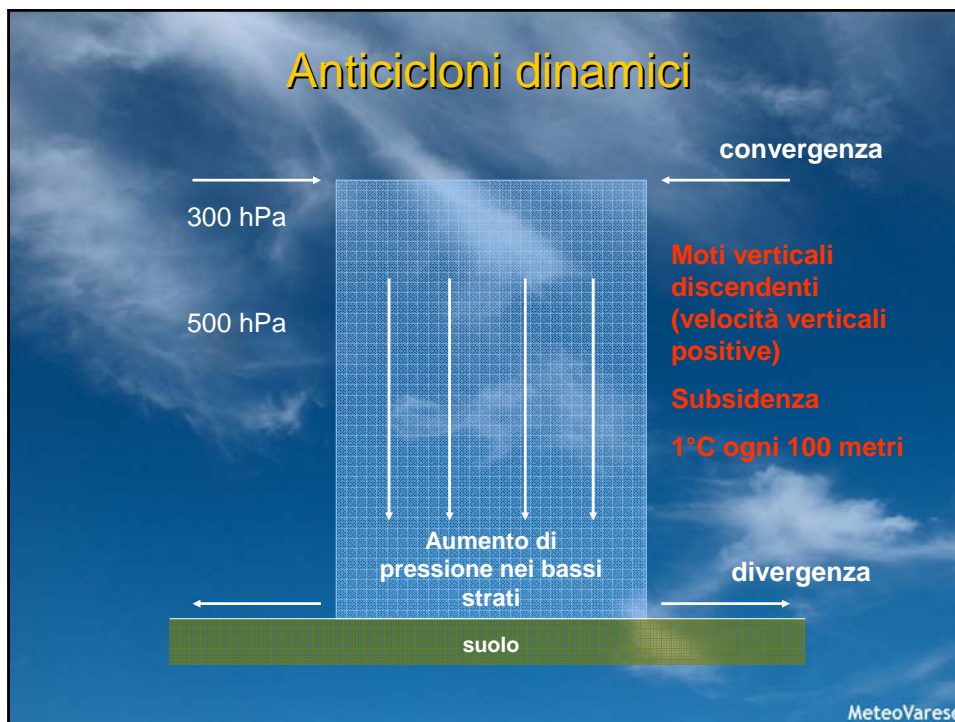 Anticicloni dinamici
convergenza
300 hPa
Moti verticali
discendenti
(velocità verticali
positive)
500 hPa
Subsidenza
1°C ogni 100 metri
Aumento di
pressione nei bassi
strati
divergenza
suolo
MeteoVarese